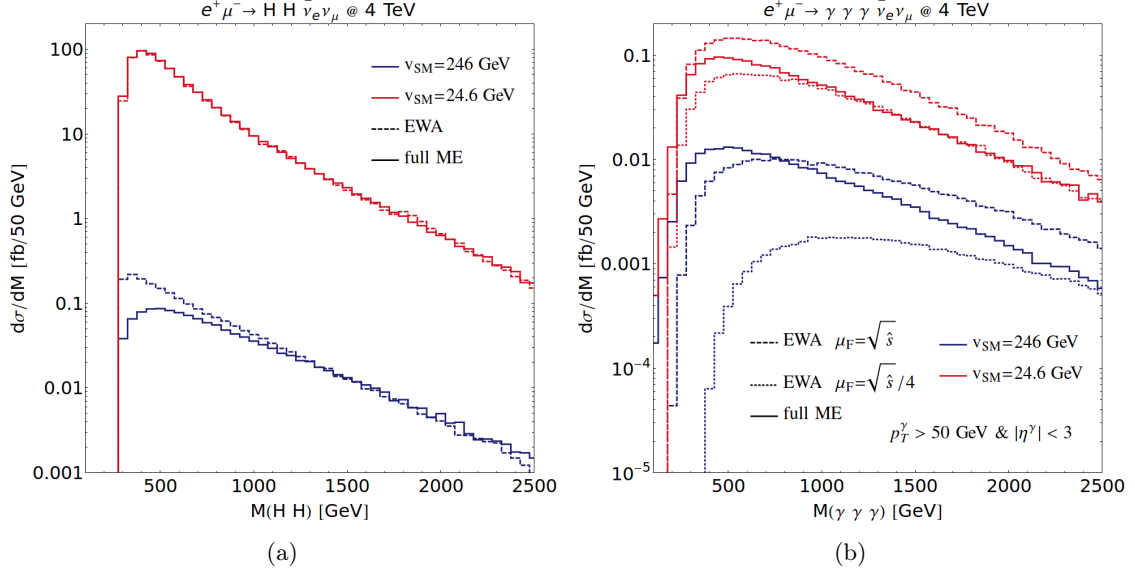 e⁺μ⁻→ H H ν̄ₑνμ @ 4 TeV
dσ/dM [fb/50 GeV]
100
10
1
0.1
0.01
0.001
v_SM=246 GeV
v_SM=24.6 GeV
EWA
full ME
500 1000 1500 2000 2500
M(H H) [GeV]
(a)
e⁺μ⁻→ γ γ γ ν̄ₑνμ @ 4 TeV
dσ/dM [fb/50 GeV]
0.1
0.01
0.001
10⁻⁴
10⁻⁵
EWA μ_F=√ŝ
EWA μ_F=√ŝ/4
full ME
v_SM=246 GeV
v_SM=24.6 GeV
p_T^γ > 50 GeV & |η^γ| < 3
500 1000 1500 2000 2500
M(γ γ γ) [GeV]
(b)